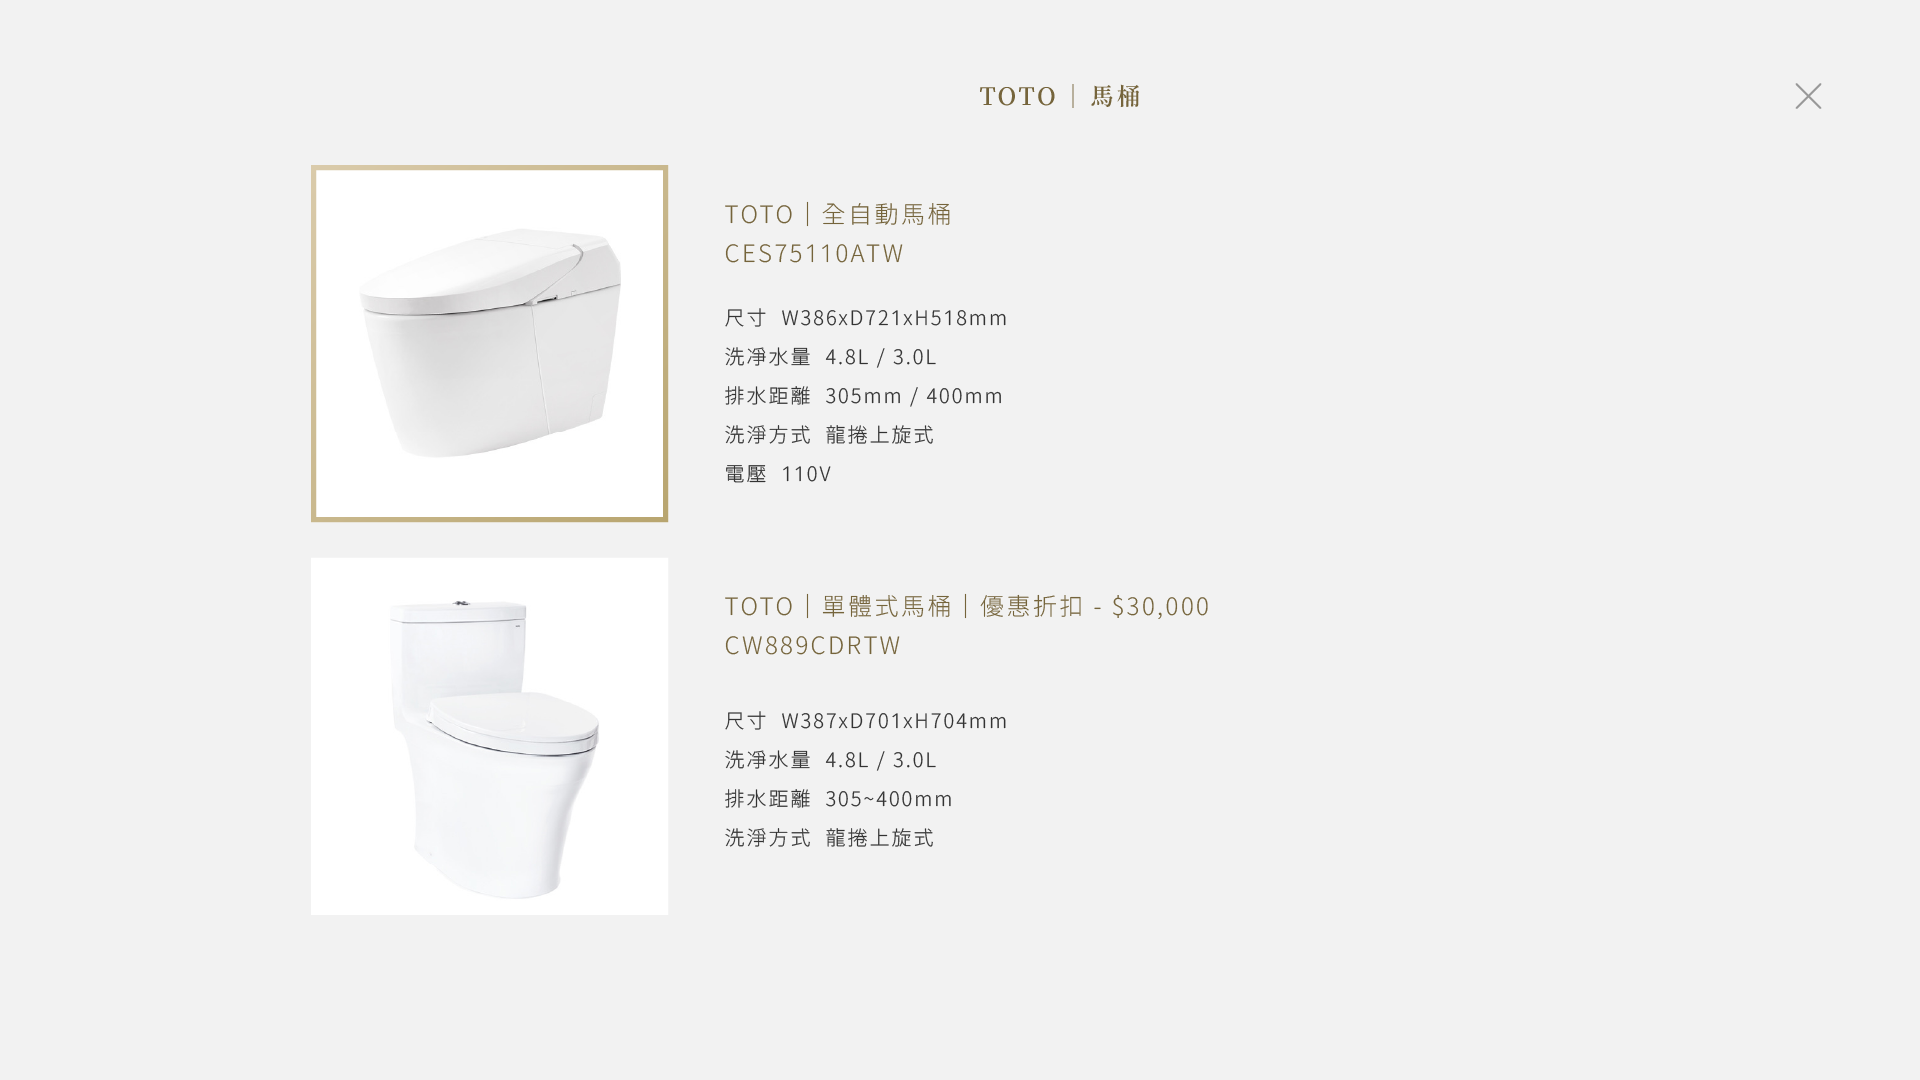 TOTO｜馬桶
TOTO｜全自動馬桶
CES75110ATW
尺寸 W386xD721xH518mm
洗淨水量 4.8L / 3.0L
排水距離 305mm / 400mm
洗淨方式 龍捲上旋式
電壓 110V
TOTO｜單體式馬桶｜優惠折扣 - $30,000
CW889CDRTW
尺寸 W387xD701xH704mm
洗淨水量 4.8L / 3.0L
排水距離 305~400mm
洗淨方式 龍捲上旋式